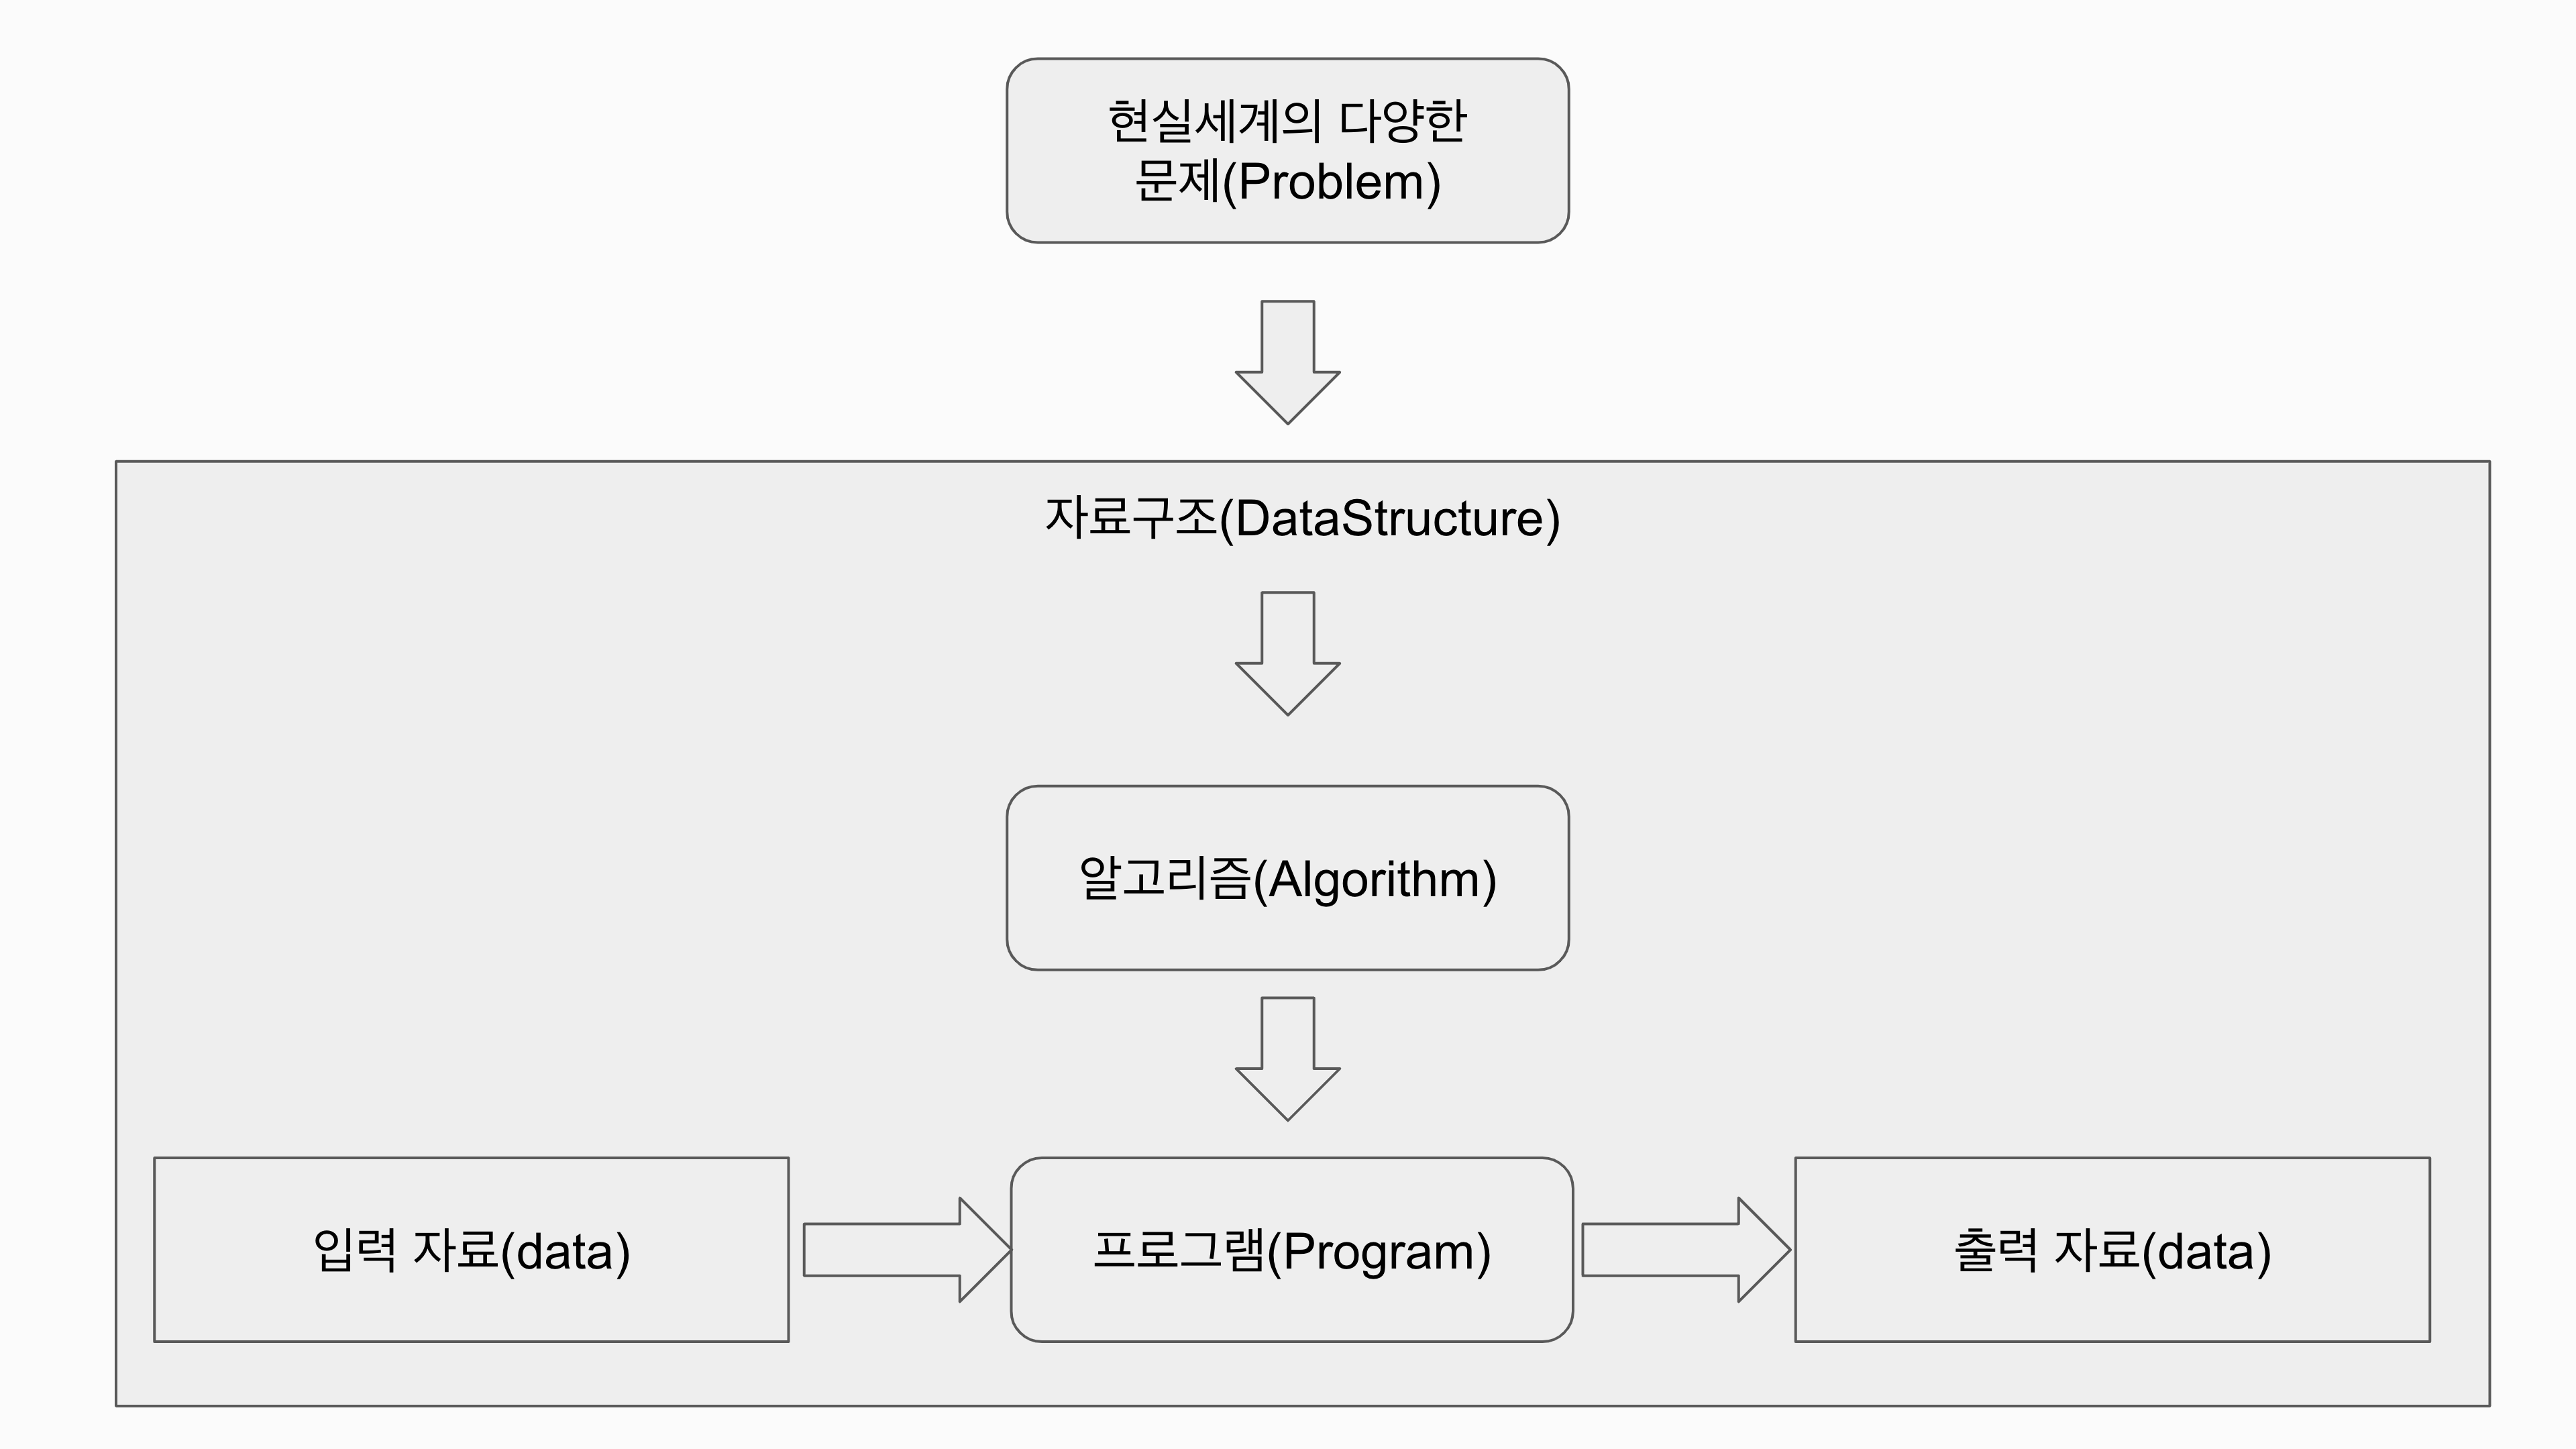 현실세계의 다양한
문제(Problem)
자료구조(DataStructure)
알고리즘(Algorithm)
입력 자료(data)
프로그램(Program)
출력 자료(data)